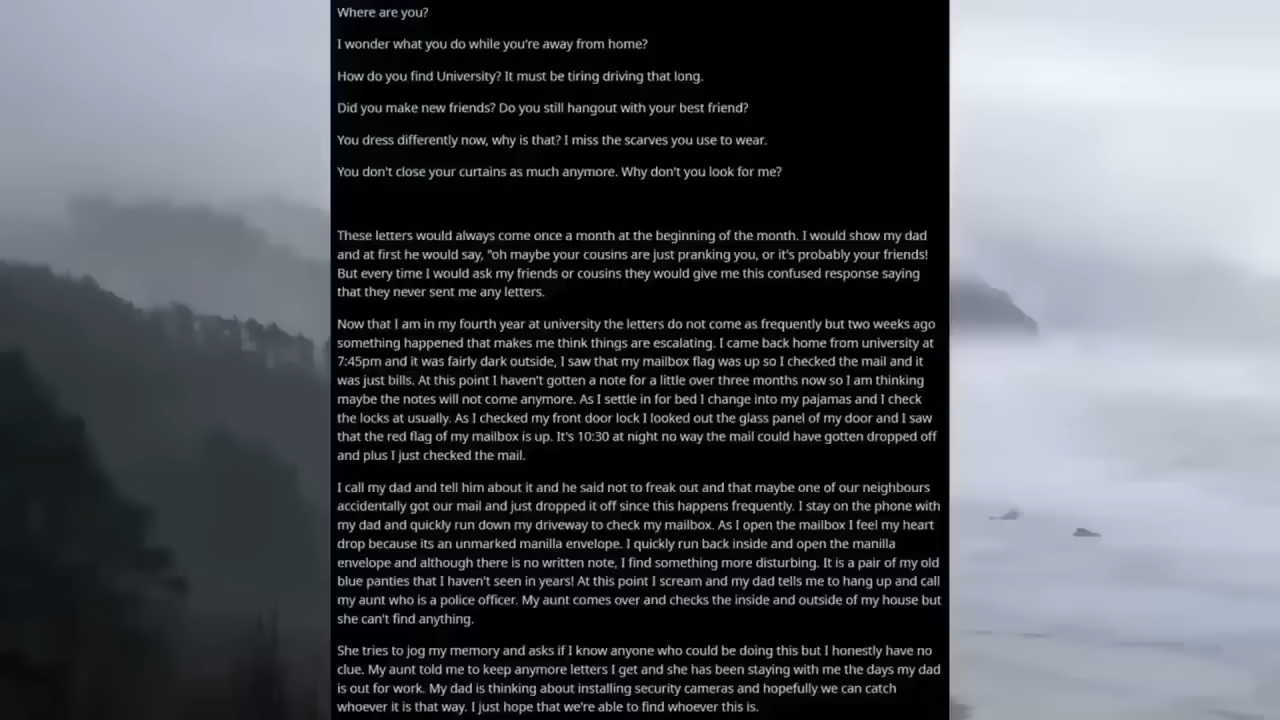 Where are you?
I wonder what you do while you're away from home?
How do you find University? It must be tiring driving that long.
Did you make new friends? Do you still hangout with your best friend?
You dress differently now, why is that? I miss the scarves you use to wear.
You don't close your curtains as much anymore. Why don't you look for me?
These letters would always come once a month at the beginning of the month. I would show my dad
and at first he would say, "oh maybe your cousins are just pranking you, or it's probably your friends!
But every time I would ask my friends or cousins they would give me this confused response saying
that they never sent me any letters.
Now that I am in my fourth year at university the letters do not come as frequently but two weeks ago
something happened that makes me think things are escalating. I came back home from university at
7:45pm and it was fairly dark outside, I saw that my mailbox flag was up so I checked the mail and it
was just bills. At this point I haven't gotten a note for a little over three months now so I am thinking
maybe the notes will not come anymore. As I settle in for bed I change into my pajamas and I check
the locks at usually. As I checked my front door lock I looked out the glass panel of my door and I saw
that the red flag of my mailbox is up. It's 10:30 at night no way the mail could have gotten dropped off
and plus I just checked the mail.
I call my dad and tell him about it and he said not to freak out and that maybe one of our neighbours
accidentally got our mail and just dropped it off since this happens frequently. I stay on the phone with
my dad and quickly run down my driveway to check my mailbox. As I open the mailbox I feel my heart
drop because its an unmarked manilla envelope. I quickly run back inside and open the manilla
envelope and although there is no written note, I find something more disturbing. It is a pair of my old
blue panties that I haven't seen in years! At this point I scream and my dad tells me to hang up and call
my aunt who is a police officer. My aunt comes over and checks the inside and outside of my house but
she can't find anything.
She tries to jog my memory and asks if I know anyone who could be doing this but I honestly have no
clue. My aunt told me to keep anymore letters I get and she has been staying with me the days my dad
is out for work. My dad is thinking about installing security cameras and hopefully we can catch
whoever it is that way. I just hope that we're able to find whoever this is.